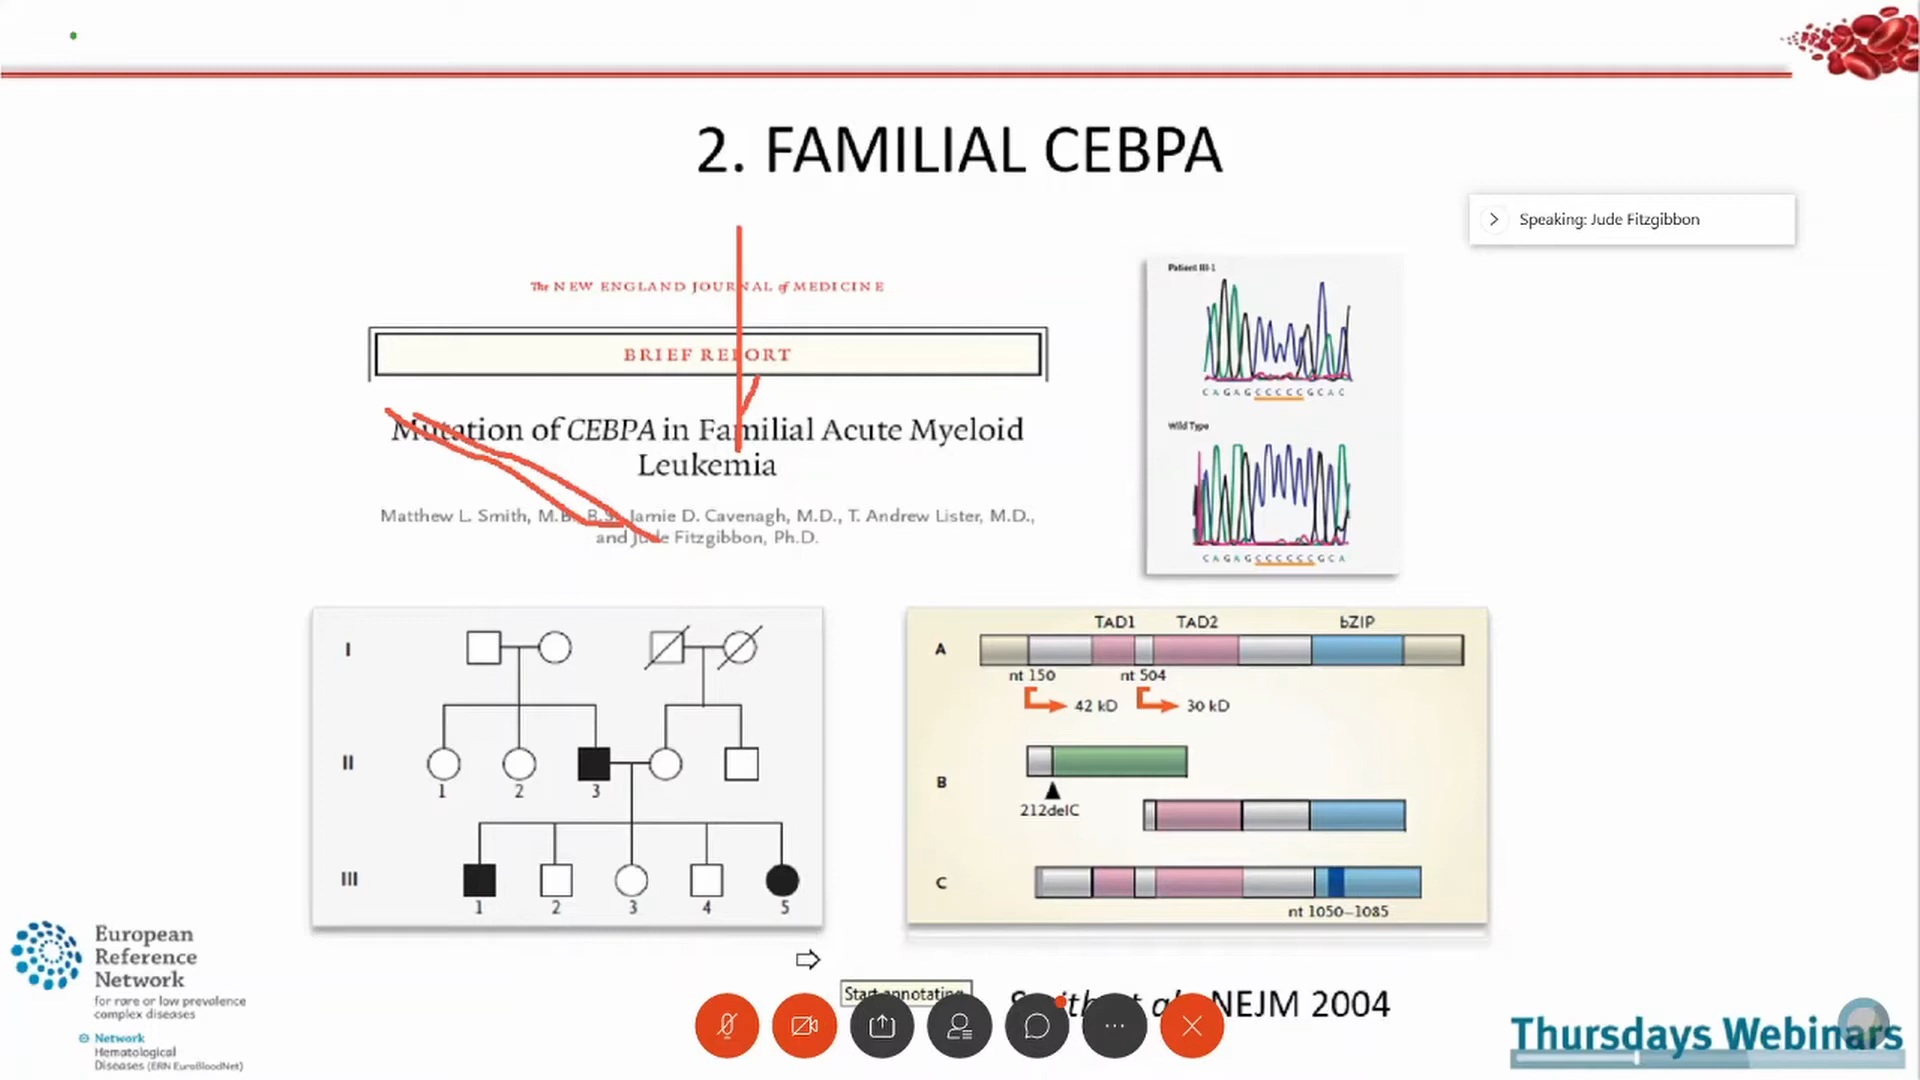 2. FAMILIAL CEBPA
Speaking: Jude Fitzgibbon
The NEW ENGLAND JOURNAL of MEDICINE
BRIEF REPORT
Mutation of CEBPA in Familial Acute Myeloid
Leukemia
Matthew L. Smith, M.B., B.S., Jamie D. Cavenagh, M.D., T. Andrew Lister, M.D.,
and Jude Fitzgibbon, Ph.D.
Patient III-1
CAGAGCCCCCGCAC
Wild Type
CAGAGCCCCCCGCA
I
II
1 2 3
III
1 2 3 4 5
TAD1 TAD2 bZIP
A
nt 150 nt 504
42 kD 30 kD
B
212delC
C
nt 1050–1085
European
Reference
Network
for rare or low prevalence
complex diseases
Network
Hematological
Diseases (ERN EuroBloodNet)
Start annotating
NEJM 2004
Thursdays Webinars